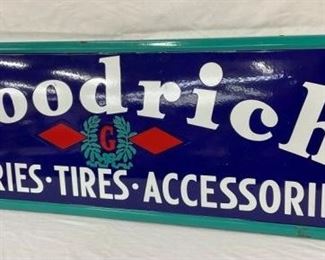 oodrich
G
RIES · TIRES · ACCESSORI